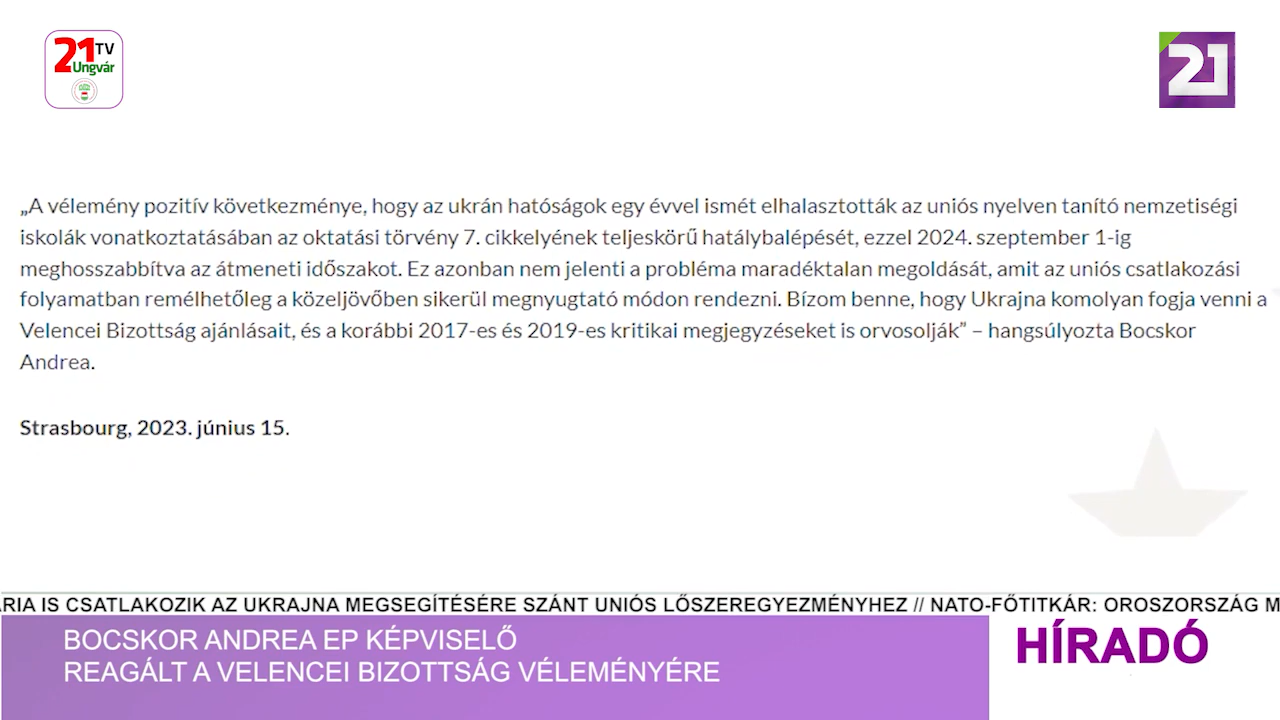 21 TV
Ungvár
21
„A vélemény pozitív következménye, hogy az ukrán hatóságok egy évvel ismét elhalasztották az uniós nyelven tanító nemzetiségi
iskolák vonatkoztatásában az oktatási törvény 7. cikkelyének teljeskörű hatálybalépését, ezzel 2024. szeptember 1-ig
meghosszabbítva az átmeneti időszakot. Ez azonban nem jelenti a probléma maradéktalan megoldását, amit az uniós csatlakozási
folyamatban remélhetőleg a közeljövőben sikerül megnyugtató módon rendezni. Bízom benne, hogy Ukrajna komolyan fogja venni a
Velencei Bizottság ajánlásait, és a korábbi 2017-es és 2019-es kritikai megjegyzéseket is orvosolják” – hangsúlyozta Bocskor
Andrea.
Strasbourg, 2023. június 15.
RIA IS CSATLAKOZIK AZ UKRAJNA MEGSEGÍTÉSÉRE SZÁNT UNIÓS LŐSZEREGYEZMÉNYHEZ // NATO-FŐTITKÁR: OROSZORSZÁG M
BOCSKOR ANDREA EP KÉPVISELŐ
REAGÁLT A VELENCEI BIZOTTSÁG VÉLEMÉNYÉRE
HÍRADÓ